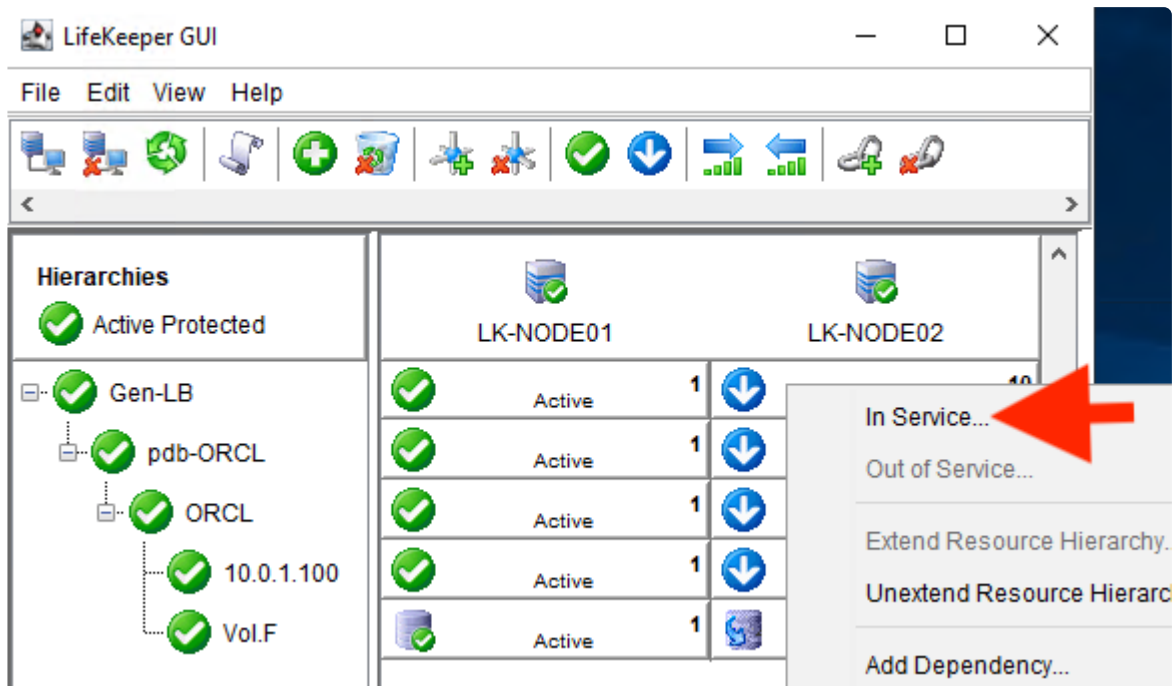 LifeKeeper GUI
File Edit View Help
Hierarchies
Active Protected
LK-NODE01
LK-NODE02
Gen-LB
Active 1
10
pdb-ORCL
Active 1
ORCL
Active 1
10.0.1.100
Active 1
Vol.F
Active 1
In Service...
Out of Service...
Extend Resource Hierarchy..
Unextend Resource Hierarc
Add Dependency...